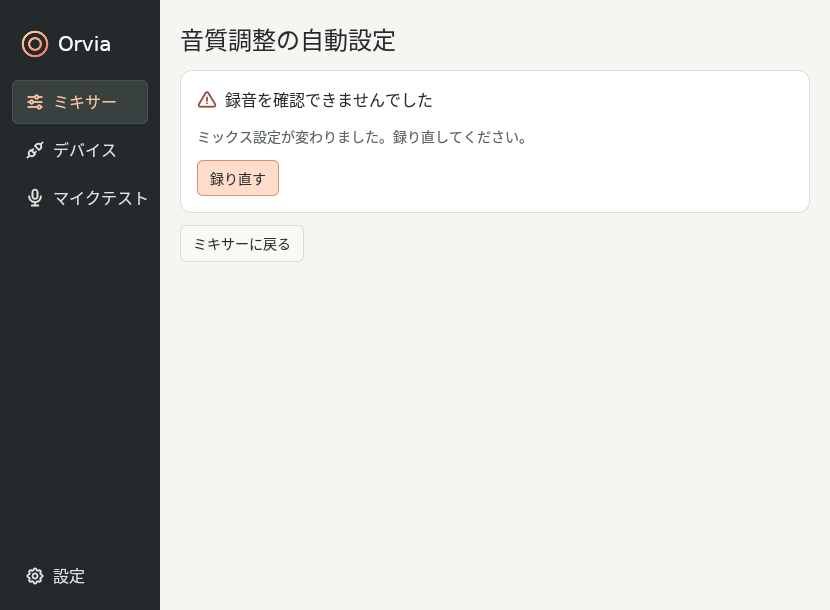 Orvia
ミキサー
デバイス
マイクテスト
設定
音質調整の自動設定
録音を確認できませんでした
ミックス設定が変わりました。録り直してください。
録り直す
ミキサーに戻る